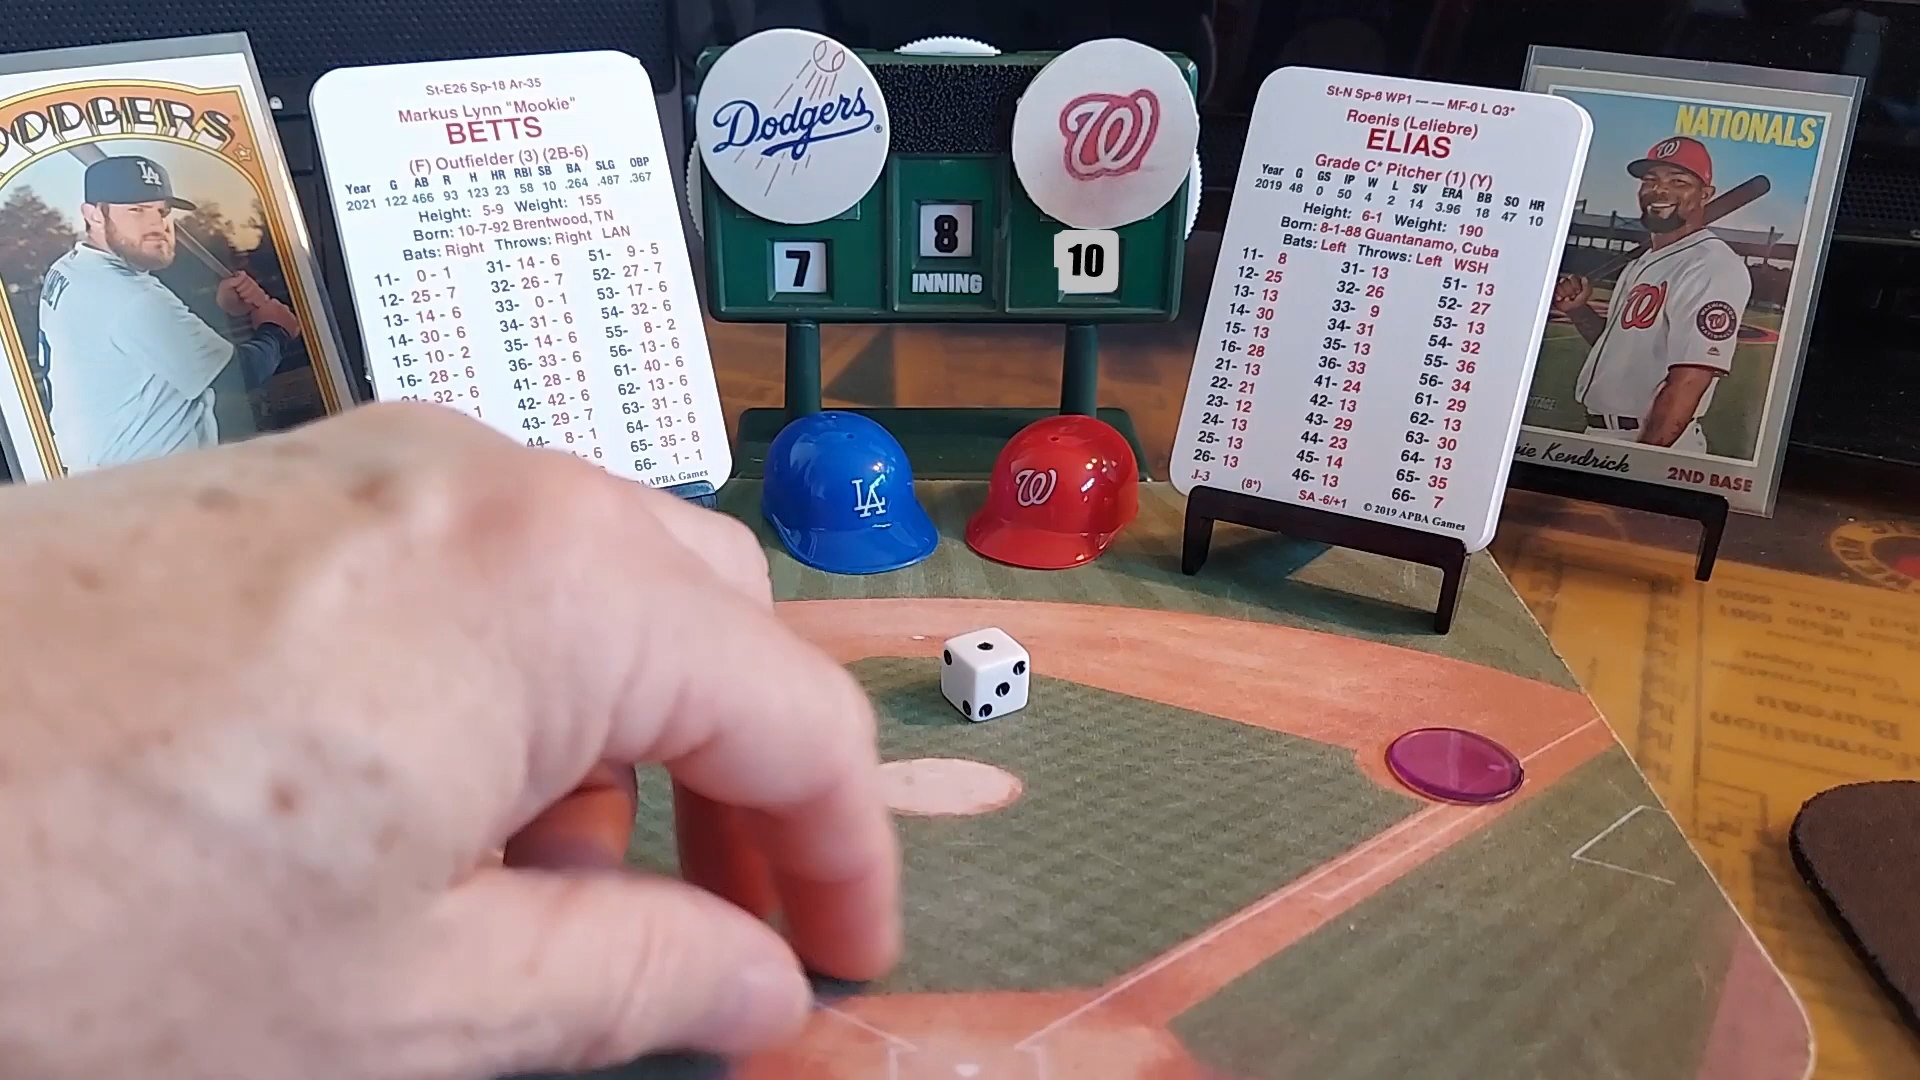 DODGERS
St-E26 Sp-18 Ar-35
Markus Lynn "Mookie"
BETTS
(F) Outfielder (3) (2B-6)
Year G AB R H HR RBI SB BA SLG OBP
2021 122 466 93 123 23 58 10 .264 .487 .367
Height: 5-9 Weight: 155
Born: 10-7-92 Brentwood, TN
Bats: Right Throws: Right LAN
11- 0 - 1 31- 14 - 6 51- 9 - 5
12- 25 - 7 32- 26 - 7 52- 27 - 7
13- 14 - 6 33- 0 - 1 53- 17 - 6
14- 30 - 6 34- 31 - 6 54- 32 - 6
15- 10 - 2 35- 14 - 6 55- 8 - 2
16- 28 - 6 36- 33 - 6 56- 13 - 6
21- 32 - 6 41- 28 - 8 61- 40 - 6
42- 42 - 6 62- 13 - 6
43- 29 - 7 63- 31 - 6
44- 8 - 1 64- 13 - 6
65- 35 - 8
66- 1 - 1
APBA Games
Dodgers
W
7
8
INNING
10
LA
W
St-N Sp-8 WP1 — — MF-0 L Q3*
Roenis (Leliebre)
ELIAS
Grade C* Pitcher (1) (Y)
Year G GS IP W L SV ERA BB SO HR
2019 48 0 50 4 2 14 3.96 18 47 10
Height: 6-1 Weight: 190
Born: 8-1-88 Guantanamo, Cuba
Bats: Left Throws: Left WSH
11- 8 31- 13 51- 13
12- 25 32- 26 52- 27
13- 13 33- 9 53- 13
14- 30 34- 31 54- 32
15- 13 35- 13 55- 36
16- 28 36- 33 56- 34
21- 13 41- 24 61- 29
22- 21 42- 13 62- 13
23- 12 43- 29 63- 30
24- 13 44- 23 64- 13
25- 13 45- 14 65- 35
26- 13 46- 13 66- 7
J-3 (8*) SA -6/+1 © 2019 APBA Games
NATIONALS
W
W
Kendrick
2ND BASE